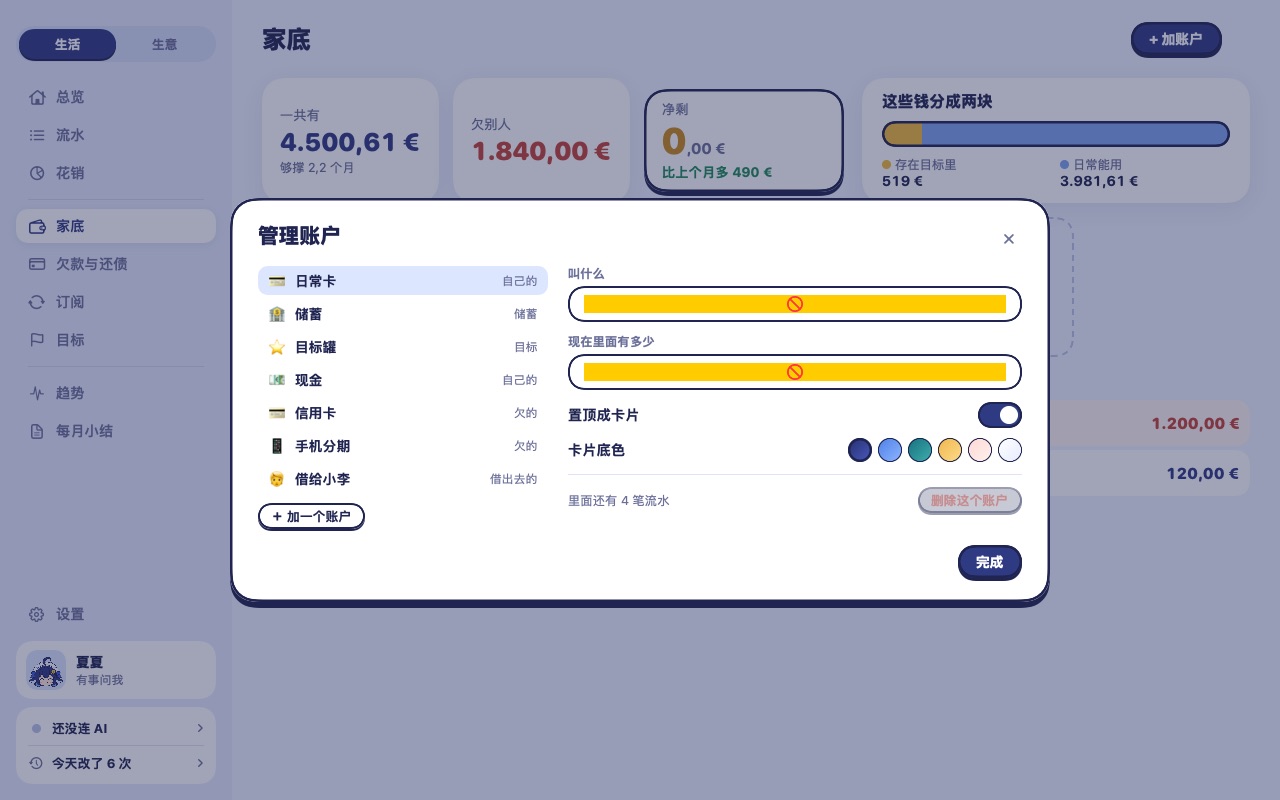 生活
生意
总览
流水
花销
家底
欠款与还债
订阅
目标
趋势
每月小结
设置
夏夏
有事问我
还没连 AI
今天改了 6 次
家底
+ 加账户
一共有
4.500,61 €
够撑 2,2 个月
欠别人
1.840,00 €
净剩
0,00 €
比上个月多 490 €
这些钱分成两块
存在目标里
519 €
日常能用
3.981,61 €
1.200,00 €
120,00 €
管理账户
日常卡 自己的
储蓄 储蓄
目标罐 目标
现金 自己的
信用卡 欠的
手机分期 欠的
借给小李 借出去的
+ 加一个账户
叫什么
现在里面有多少
置顶成卡片
卡片底色
里面还有 4 笔流水
删除这个账户
完成